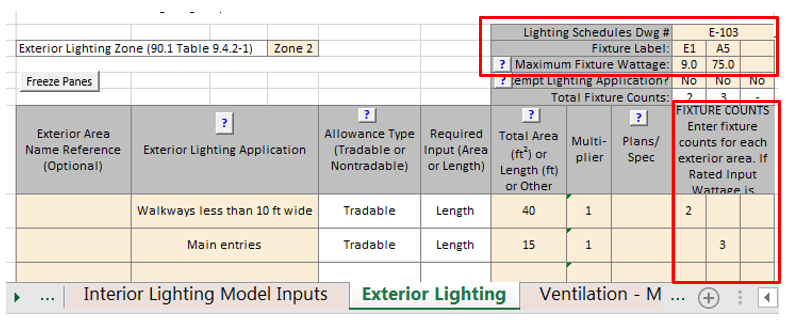 Lighting Schedules Dwg # E-103
Exterior Lighting Zone (90.1 Table 9.4.2-1) Zone 2 Fixture Label: E1 A5
? Maximum Fixture Wattage: 9.0 75.0
Freeze Panes ? empt Lighting Application? No No No
Total Fixture Counts: 2 3 -
Exterior Area
Name Reference
(Optional)
?
Exterior Lighting Application
?
Allowance Type
(Tradable or
Nontradable)
Required
Input (Area
or Length)
?
Total Area
(ft²) or
Length (ft)
or Other
Multi-
plier
?
Plans/
Spec
FIXTURE COUNTS
Enter fixture
counts for each
exterior area. If
Rated Input
Wattage is
Walkways less than 10 ft wide Tradable Length 40 1 2
Main entries Tradable Length 15 1 3
... Interior Lighting Model Inputs Exterior Lighting Ventilation - M ...